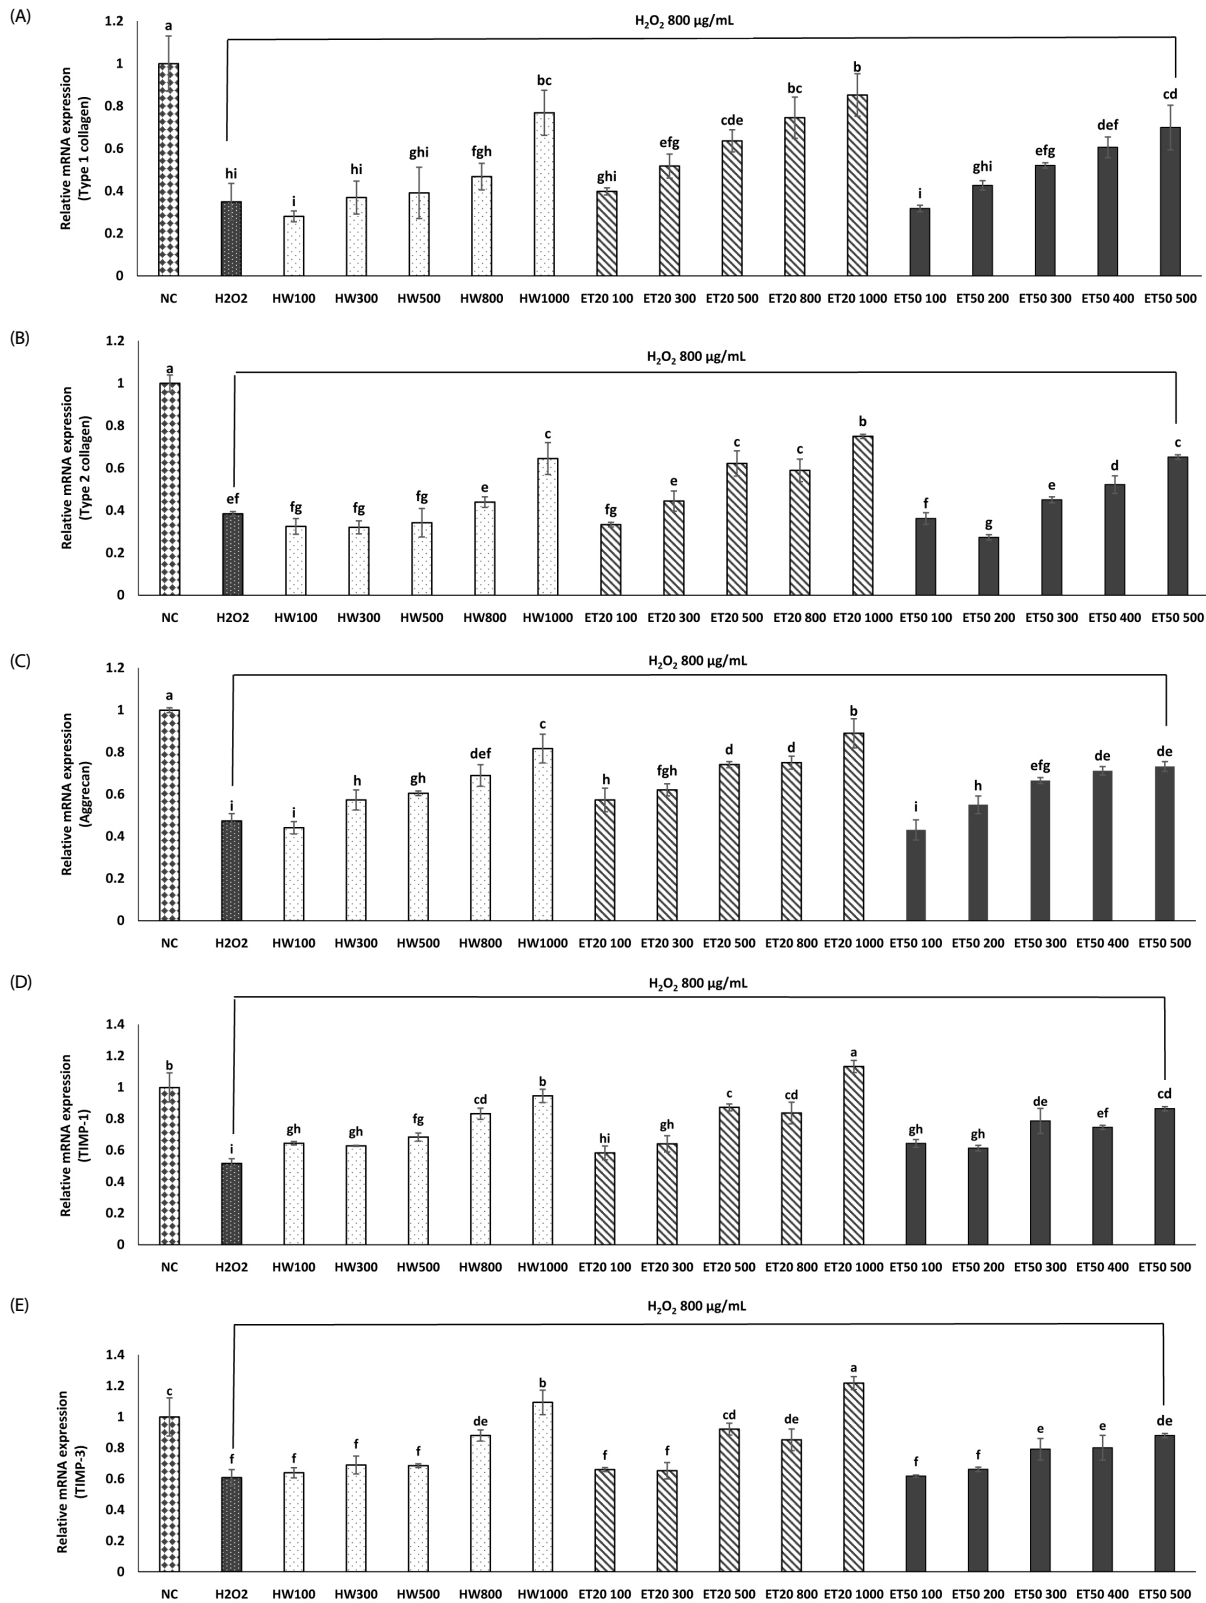 (A)
H₂O₂ 800 µg/mL
Relative mRNA expression
(Type 1 collagen)
1.2
1
0.8
0.6
0.4
0.2
0
a hi i hi ghi fgh bc ghi efg cde bc b i ghi efg def cd
NC H2O2 HW100 HW300 HW500 HW800 HW1000 ET20 100 ET20 300 ET20 500 ET20 800 ET20 1000 ET50 100 ET50 200 ET50 300 ET50 400 ET50 500
(B)
H₂O₂ 800 µg/mL
Relative mRNA expression
(Type 2 collagen)
1.2
1
0.8
0.6
0.4
0.2
0
a ef fg fg fg e c fg e c c b f g e d c
NC H2O2 HW100 HW300 HW500 HW800 HW1000 ET20 100 ET20 300 ET20 500 ET20 800 ET20 1000 ET50 100 ET50 200 ET50 300 ET50 400 ET50 500
(C)
H₂O₂ 800 µg/mL
Relative mRNA expression
(Aggrecan)
1.2
1
0.8
0.6
0.4
0.2
0
a i i h gh def c h fgh d d b i h efg de de
NC H2O2 HW100 HW300 HW500 HW800 HW1000 ET20 100 ET20 300 ET20 500 ET20 800 ET20 1000 ET50 100 ET50 200 ET50 300 ET50 400 ET50 500
(D)
H₂O₂ 800 µg/mL
Relative mRNA expression
(TIMP-1)
1.4
1.2
1
0.8
0.6
0.4
0.2
0
b i gh gh fg cd b hi gh c cd a gh gh de ef cd
NC H2O2 HW100 HW300 HW500 HW800 HW1000 ET20 100 ET20 300 ET20 500 ET20 800 ET20 1000 ET50 100 ET50 200 ET50 300 ET50 400 ET50 500
(E)
H₂O₂ 800 µg/mL
Relative mRNA expression
(TIMP-3)
1.4
1.2
1
0.8
0.6
0.4
0.2
0
c f f f f de b f f cd de a f f e e de
NC H2O2 HW100 HW300 HW500 HW800 HW1000 ET20 100 ET20 300 ET20 500 ET20 800 ET20 1000 ET50 100 ET50 200 ET50 300 ET50 400 ET50 500